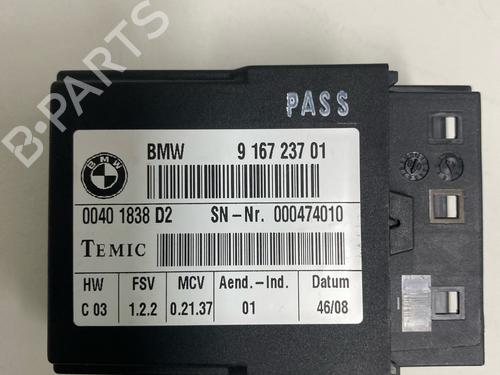 B-PARTS
PASS
BMW
BMW 9 167 237 01
0040 1838 D2 SN-Nr. 000474010
TEMIC
HW FSV MCV Aend.-Ind. Datum
C 03 1.2.2 0.21.37 01 46/08